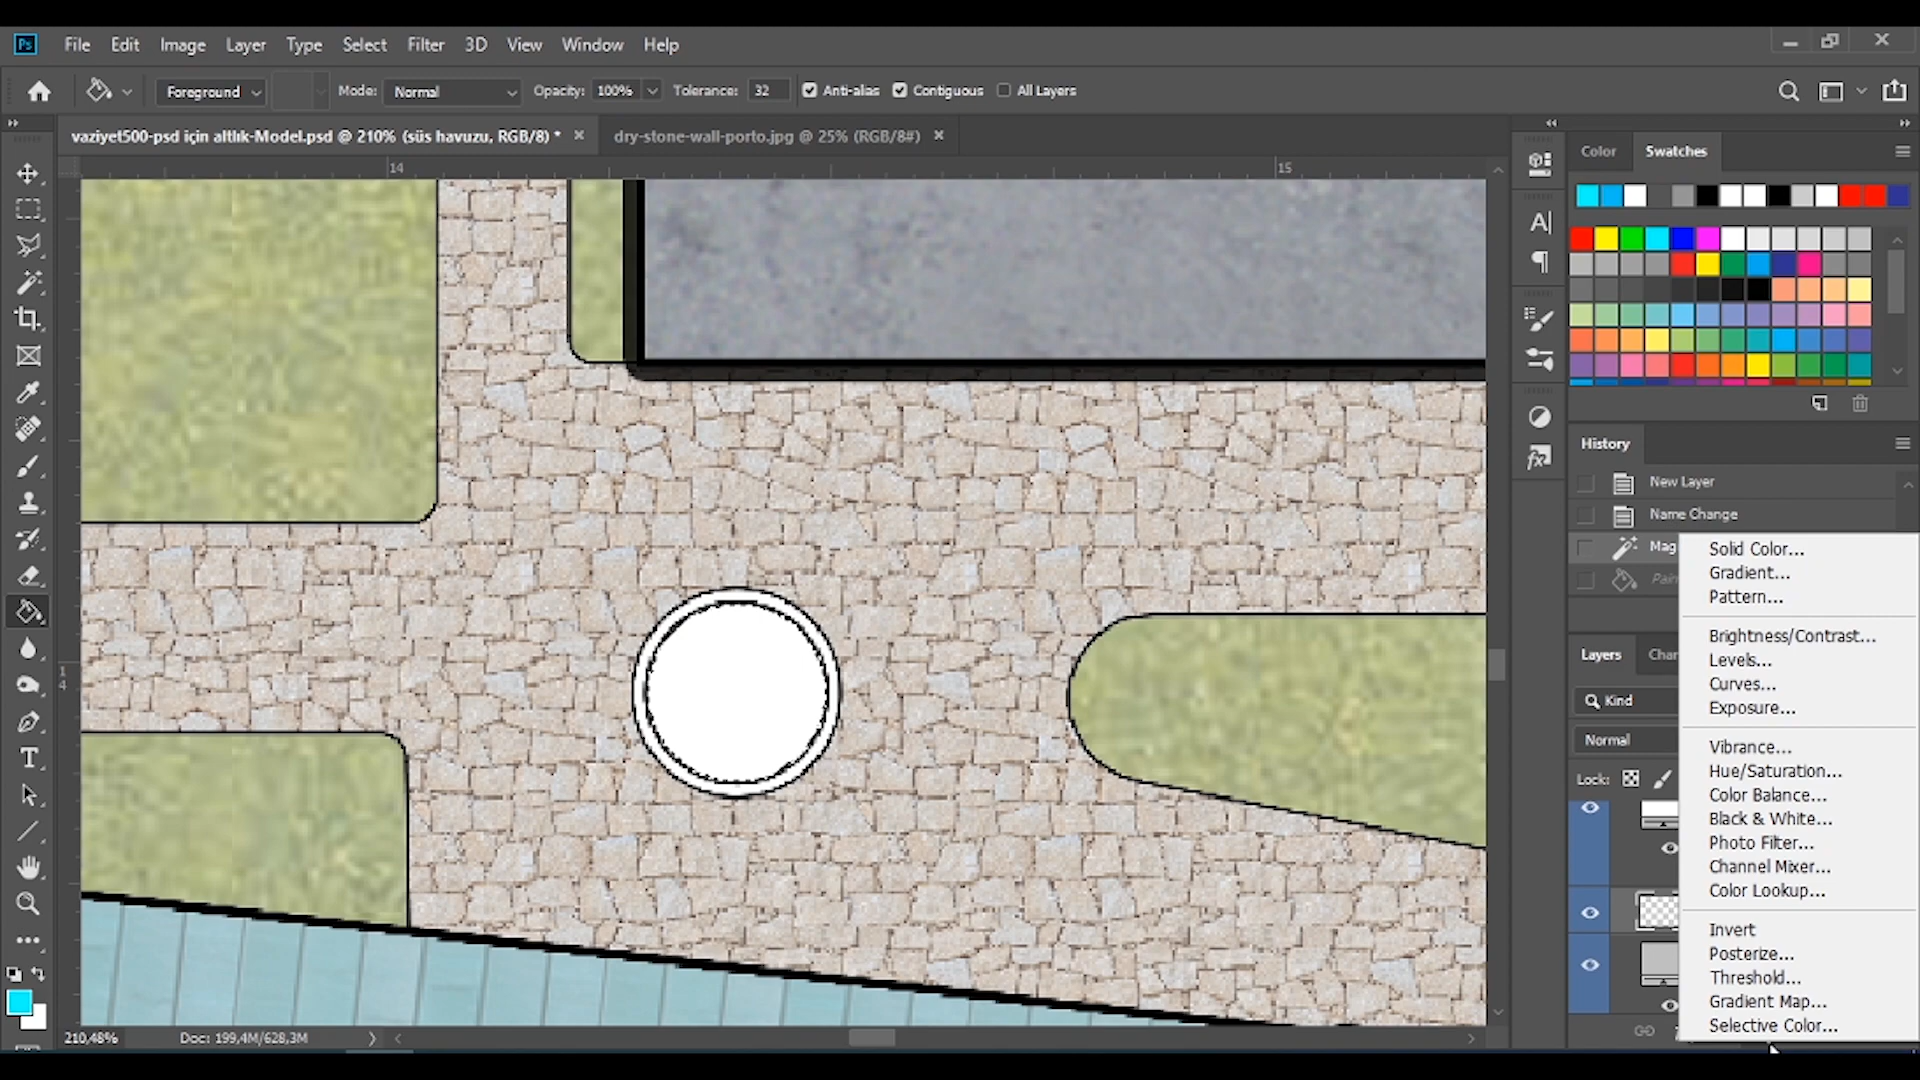 Ps File Edit Image Layer Type Select Filter 3D View Window Help
Foreground Mode: Normal Opacity: 100% Tolerance: 32 Anti-alias Contiguous All Layers
vaziyet500-psd için altlık-Model.psd @ 210% (süs havuzu, RGB/8) *
dry-stone-wall-porto.jpg @ 25% (RGB/8#)
Color Swatches
14 15
History
New Layer
Name Change
Mag
Pain
Solid Color...
Gradient...
Pattern...
Brightness/Contrast...
Levels...
Curves...
Exposure...
Vibrance...
Hue/Saturation...
Color Balance...
Black & White...
Photo Filter...
Channel Mixer...
Color Lookup...
Invert
Posterize...
Threshold...
Gradient Map...
Selective Color...
Layers Char
Kind
Normal
Lock:
1
4
210,48% Doc: 199,4M/628,3M